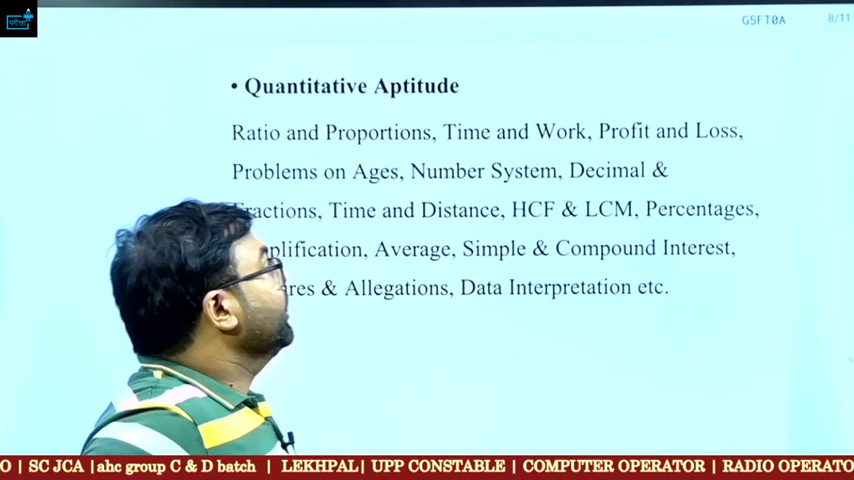 परीक्षा
G5FT0A
8/11
• Quantitative Aptitude
Ratio and Proportions, Time and Work, Profit and Loss,
Problems on Ages, Number System, Decimal &
Fractions, Time and Distance, HCF & LCM, Percentages,
plification, Average, Simple & Compound Interest,
res & Allegations, Data Interpretation etc.
O | SC JCA |ahc group C & D batch | LEKHPAL| UPP CONSTABLE | COMPUTER OPERATOR | RADIO OPERATO